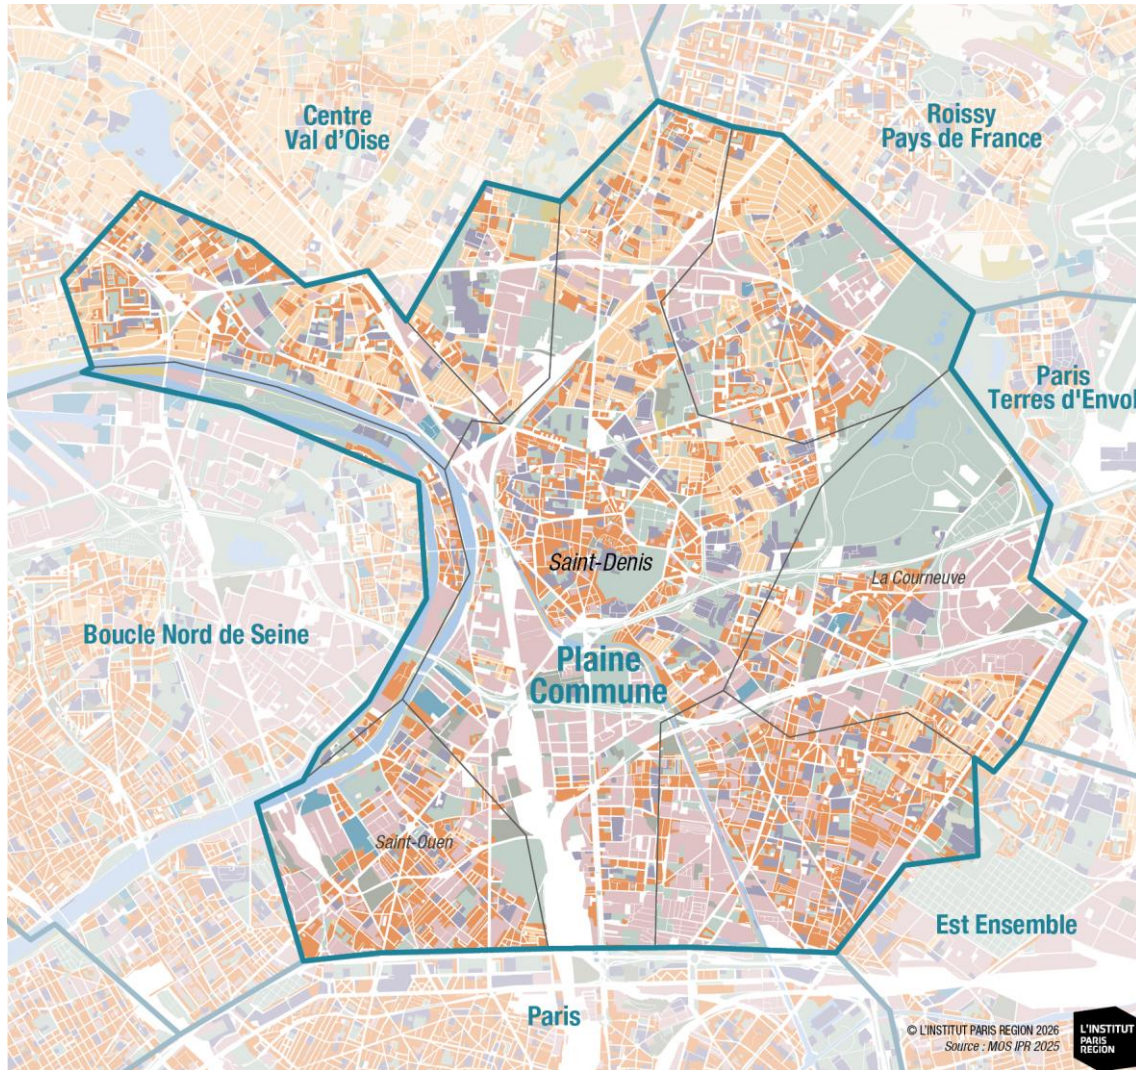 Centre
Val d'Oise
Roissy
Pays de France
Paris
Terres d'Envol
Saint-Denis
La Courneuve
Boucle Nord de Seine
Plaine
Commune
Saint-Ouen
Est Ensemble
Paris
© L'INSTITUT PARIS REGION 2026
Source : MOS IPR 2025
L'INSTITUT
PARIS
REGION